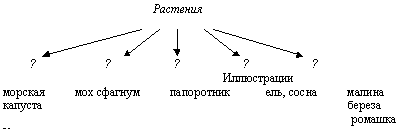 Растения
? ? ? ? ?
Иллюстрации
морская мох сфагнум папоротник ель, сосна малина
капуста береза
ромашка